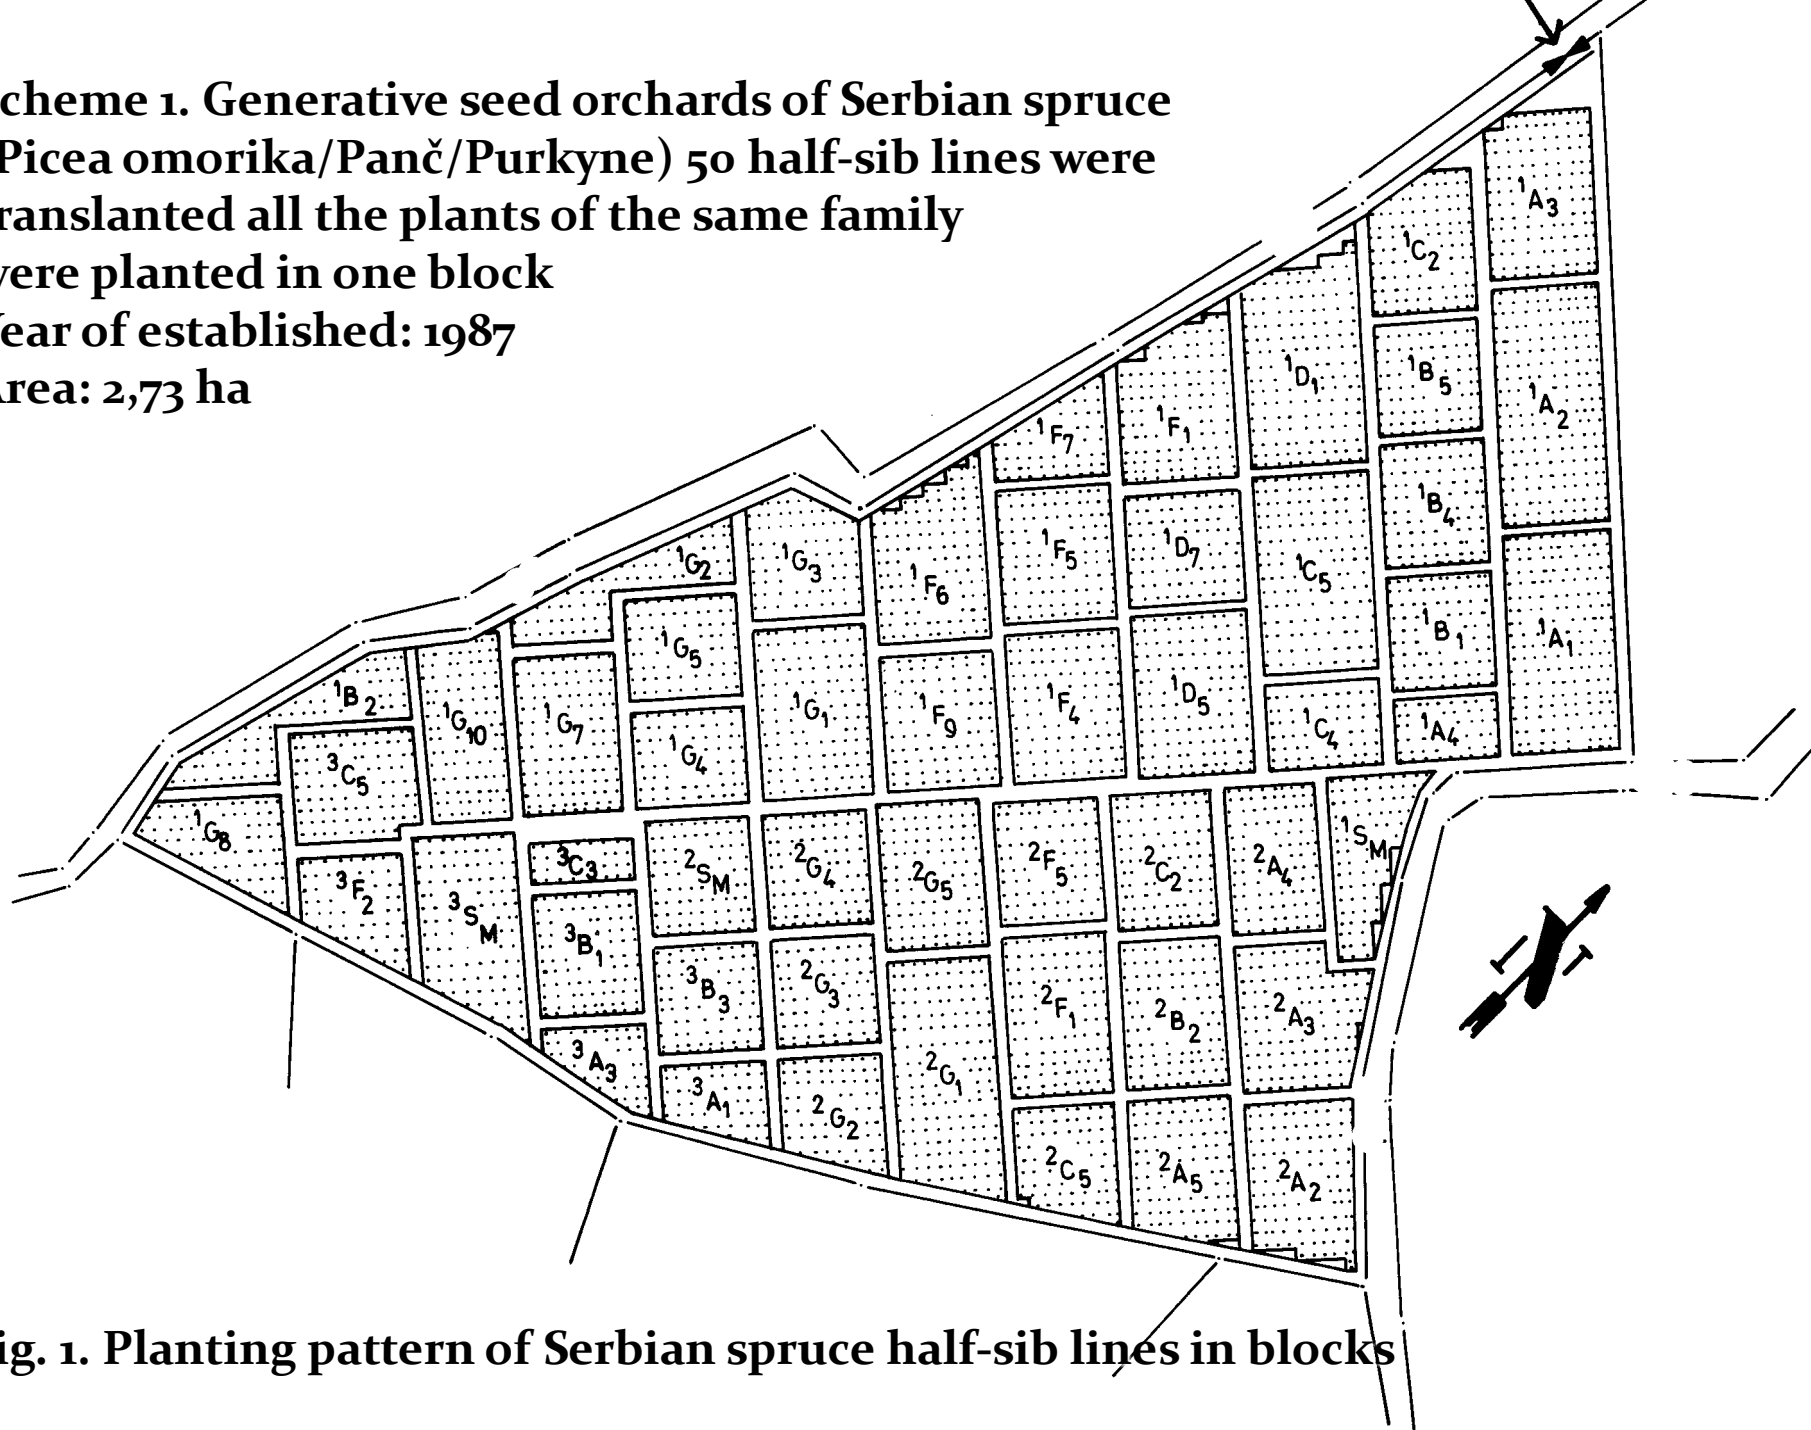 cheme 1. Generative seed orchards of Serbian spruce
Picea omorika/Panč/Purkyne) 50 half-sib lines were
ranslanted all the plants of the same family
vere planted in one block
Year of established: 1987
Area: 2,73 ha
1A3
1C2
1D1
1B5
1A2
1F7
1F1
1B4
1G2
1G3
1F6
1F5
1D7
1C5
1B1
1A1
1G5
1B2
1G10
1G7
1G4
1G1
1F9
1F4
1D5
1C4
1A4
3C5
1G8
3F2
3SM
3C3
2SM
2G4
2G5
2F5
2C2
2A4
1SM
3B1
3B3
2G3
2F1
2B2
2A3
3A3
3A1
2G2
2G1
2C5
2A5
2A2
ig. 1. Planting pattern of Serbian spruce half-sib lines in blocks